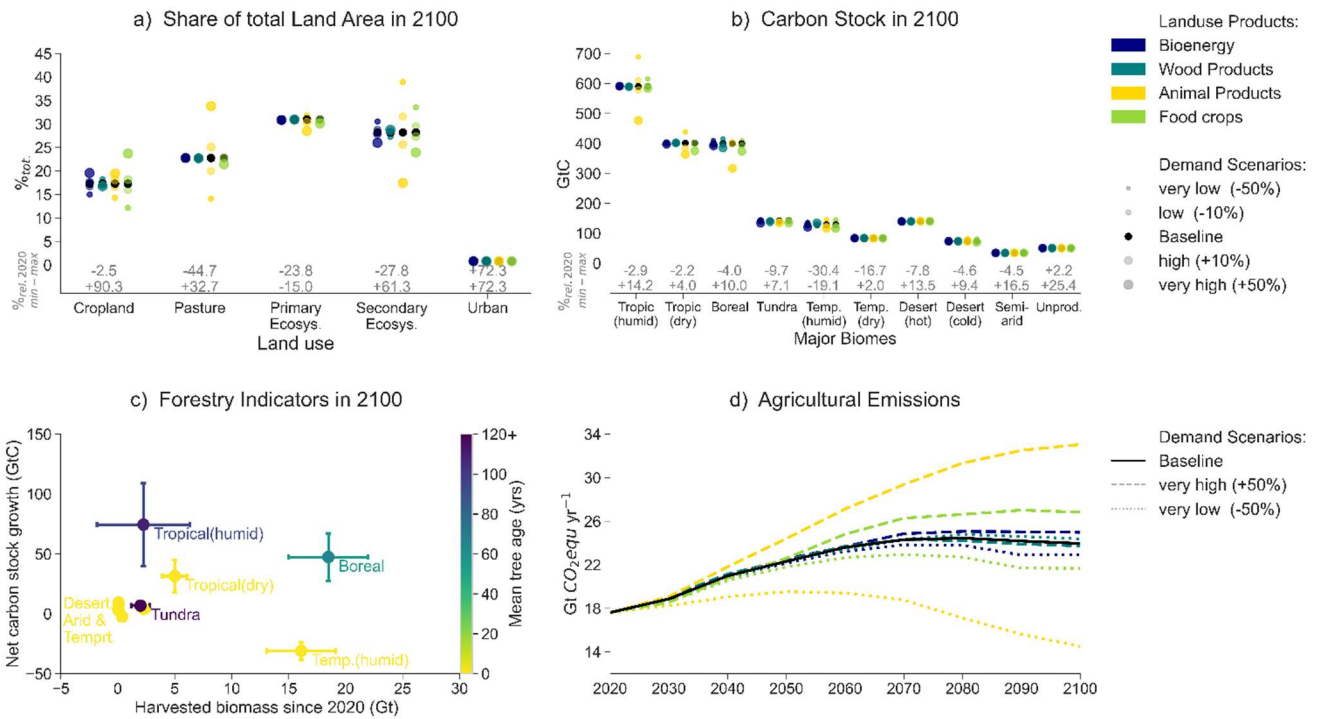 a) Share of total Land Area in 2100
45
40
35
30
25
20
15
10
5
0
%tot.
%rel.2020
min – max
-2.5
+90.3
-44.7
+32.7
-23.8
-15.0
-27.8
+61.3
+72.3
+72.3
Cropland
Pasture
Primary
Ecosys.
Secondary
Ecosys.
Urban
Land use
b) Carbon Stock in 2100
700
600
500
400
300
200
100
0
GtC
%rel.2020
min – max
-2.9
+14.2
-2.2
+4.0
-4.0
+10.0
-9.7
+7.1
-30.4
-19.1
-16.7
+2.0
-7.8
+13.5
-4.6
+9.4
-4.5
+16.5
+2.2
+25.4
Tropic
(humid)
Tropic
(dry)
Boreal
Tundra
Temp.
(humid)
Temp.
(dry)
Desert
(hot)
Desert
(cold)
Semi-
arid
Unprod.
Major Biomes
Landuse Products:
Bioenergy
Wood Products
Animal Products
Food crops
Demand Scenarios:
very low (-50%)
low (-10%)
Baseline
high (+10%)
very high (+50%)
c) Forestry Indicators in 2100
150
100
50
0
−50
Net carbon stock growth (GtC)
Tropical(humid)
Boreal
Tropical(dry)
Desert.
Arid &
Temprt.
Tundra
Temp.(humid)
−5
0
5
10
15
20
25
30
Harvested biomass since 2020 (Gt)
120+
100
80
60
40
20
0
Mean tree age (yrs)
d) Agricultural Emissions
34
30
26
22
18
14
Gt CO2equ yr−1
2020
2030
2040
2050
2060
2070
2080
2090
2100
Demand Scenarios:
Baseline
very high (+50%)
very low (-50%)